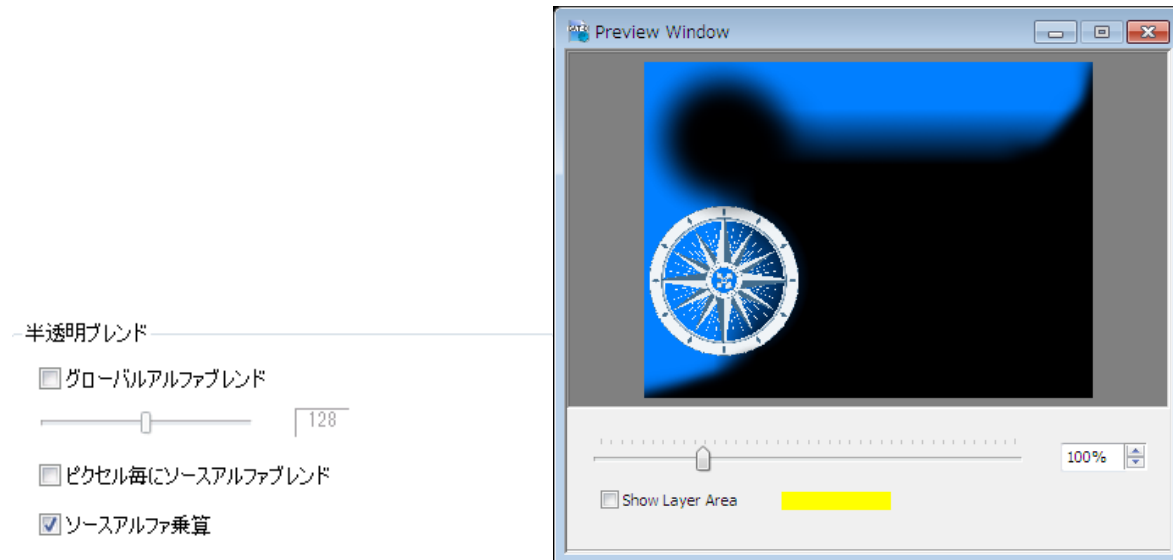 Preview Window
半透明ブレンド
グローバルアルファブレンド
128
ピクセル毎にソースアルファブレンド
ソースアルファ乗算
100%
Show Layer Area